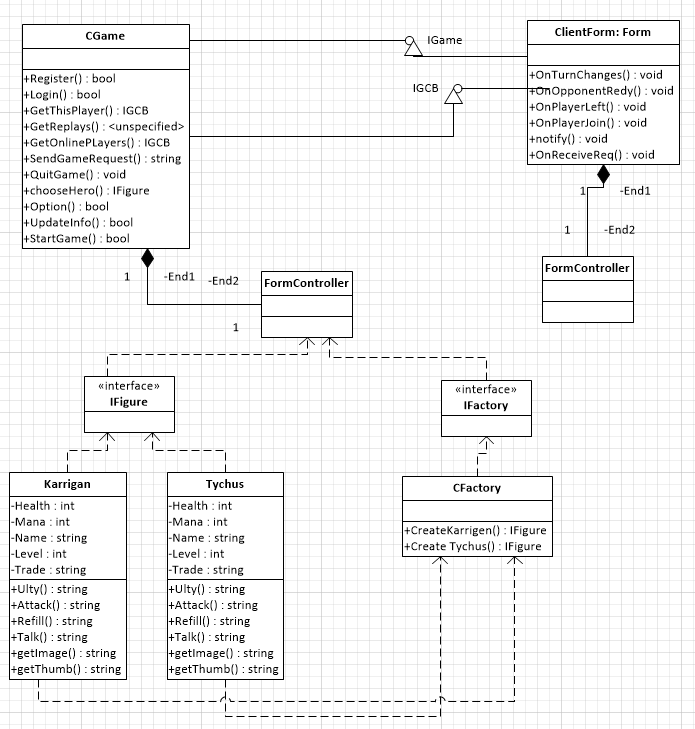 CGame
+Register() : bool
+Login() : bool
+GetThisPlayer() : IGCB
+GetReplays() : <unspecified>
+GetOnlinePLayers() : IGCB
+SendGameRequest() : string
+QuitGame() : void
+chooseHero() : IFigure
+Option() : bool
+UpdateInfo() : bool
+StartGame() : bool
IGame
IGCB
ClientForm: Form
+OnTurnChanges() : void
+OnOpponentRedy() : void
+OnPlayerLeft() : void
+OnPlayerJoin() : void
+notify() : void
+OnReceiveReq() : void
1
-End1
1
-End2
FormController
1
-End1
-End2
1
FormController
«interface»
IFigure
«interface»
IFactory
Karrigan
-Health : int
-Mana : int
-Name : string
-Level : int
-Trade : string
+Ulty() : string
+Attack() : string
+Refill() : string
+Talk() : string
+getImage() : string
+getThumb() : string
Tychus
-Health : int
-Mana : int
-Name : string
-Level : int
-Trade : string
+Ulty() : string
+Attack() : string
+Refill() : string
+Talk() : string
+getImage() : string
+getThumb() : string
CFactory
+CreateKarrigen() : IFigure
+Create Tychus() : IFigure